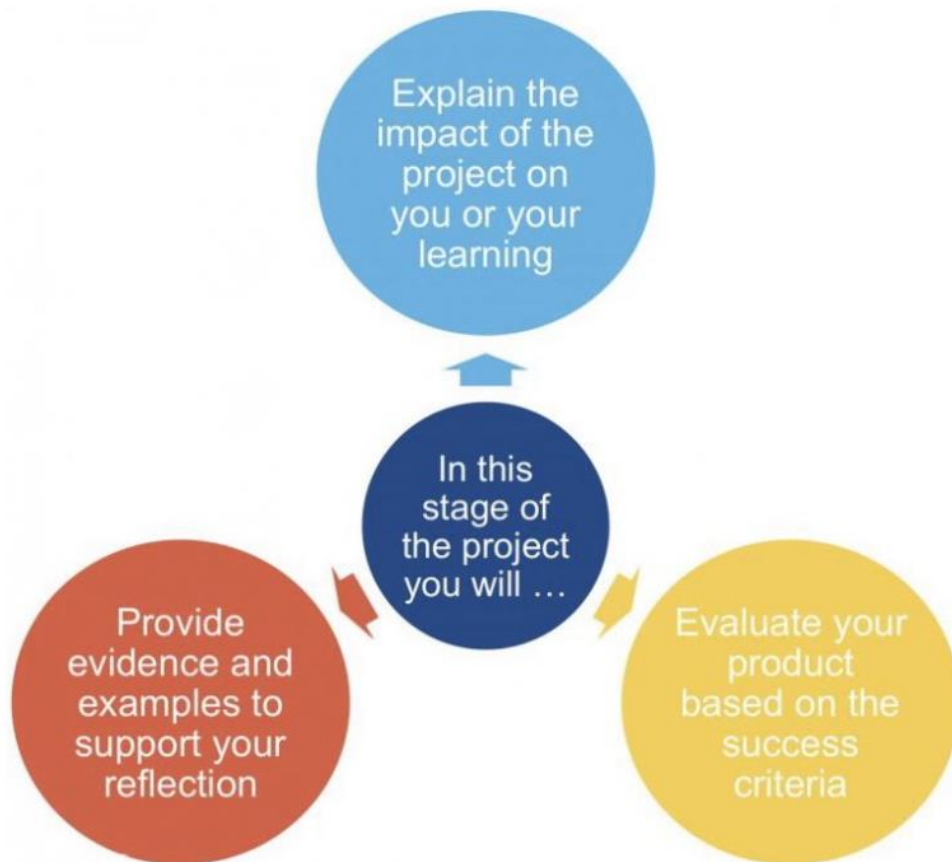 Explain the
impact of the
project on
you or your
learning
In this
stage of
the project
you will …
Provide
evidence and
examples to
support your
reflection
Evaluate your
product
based on the
success
criteria